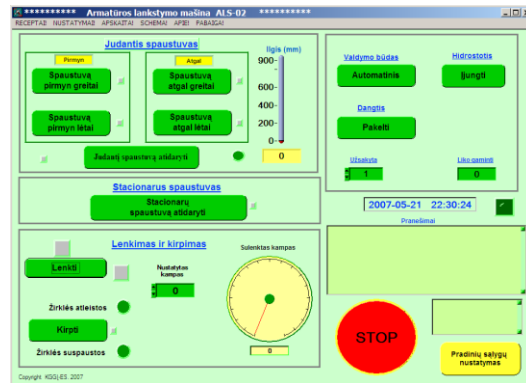 ********** Armatūros lankstymo mašina ALS-02 **********
RECEPTAI! NUSTATYMAI! APSKAITA! SCHEMA! APIE! PABAIGA!
Judantis spaustuvas
Pirmyn
Atgal
Ilgis (mm)
Spaustuvą
pirmyn greitai
Spaustuvą
atgal greitai
Spaustuvą
pirmyn lėtai
Spaustuvą
atgal lėtai
900-
600-
400-
200-
0-
Judantį spaustuvą atidaryti
0
Valdymo būdas
Hidrostotis
Automatinis
Įjungti
Dangtis
Pakelti
Užsakyta
Liko gaminti
1
0
Stacionarus spaustuvas
Stacionarų
spaustuvą atidaryti
2007-05-21 22:30:24
Pranešimai
Lenkimas ir kirpimas
Lenkti
Nustatytas
kampas
0
Sulenktas kampas
0
Žirklės atleistos
Kirpti
Žirklės suspaustos
STOP
Pradinių sąlygų
nustatymas
Copyright KGGĮ-ES 2007